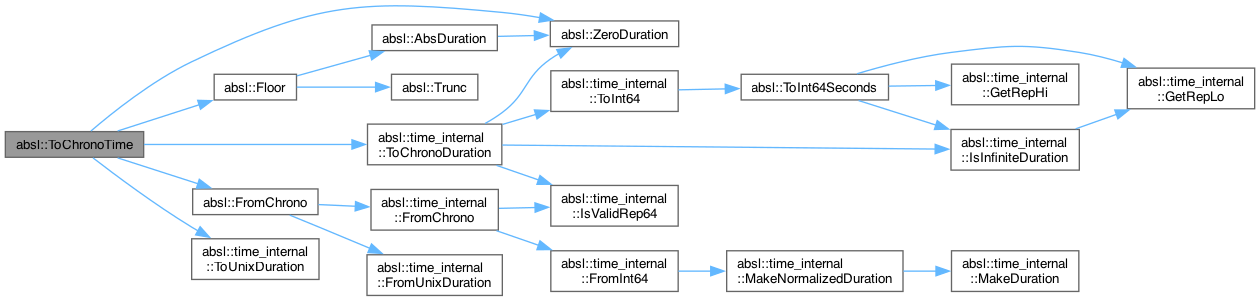 absl::ToChronoTime
absl::Floor
absl::AbsDuration
absl::Trunc
absl::ZeroDuration
absl::time_internal
::ToChronoDuration
absl::time_internal
::ToInt64
absl::ToInt64Seconds
absl::time_internal
::GetRepHi
absl::time_internal
::GetRepLo
absl::time_internal
::IsInfiniteDuration
absl::time_internal
::IsValidRep64
absl::FromChrono
absl::time_internal
::FromChrono
absl::time_internal
::FromInt64
absl::time_internal
::MakeNormalizedDuration
absl::time_internal
::MakeDuration
absl::time_internal
::FromUnixDuration
absl::time_internal
::ToUnixDuration